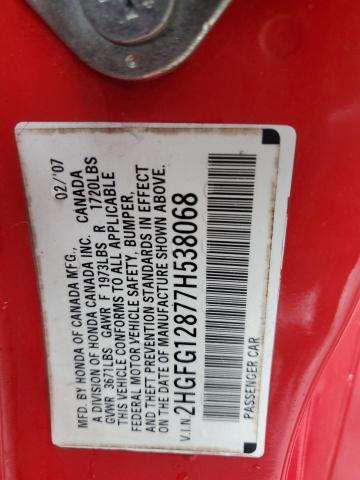 MFD. BY HONDA OF CANADA MFG., 02/'07
A DIVISION OF HONDA CANADA INC. CANADA
GVWR 3671LBS GAWR F 1973LBS R 1720LBS
THIS VEHICLE CONFORMS TO ALL APPLICABLE
FEDERAL MOTOR VEHICLE SAFETY, BUMPER,
AND THEFT PREVENTION STANDARDS IN EFFECT
ON THE DATE OF MANUFACTURE SHOWN ABOVE.
V.I.N. 2HGFG12877H538068
PASSENGER CAR